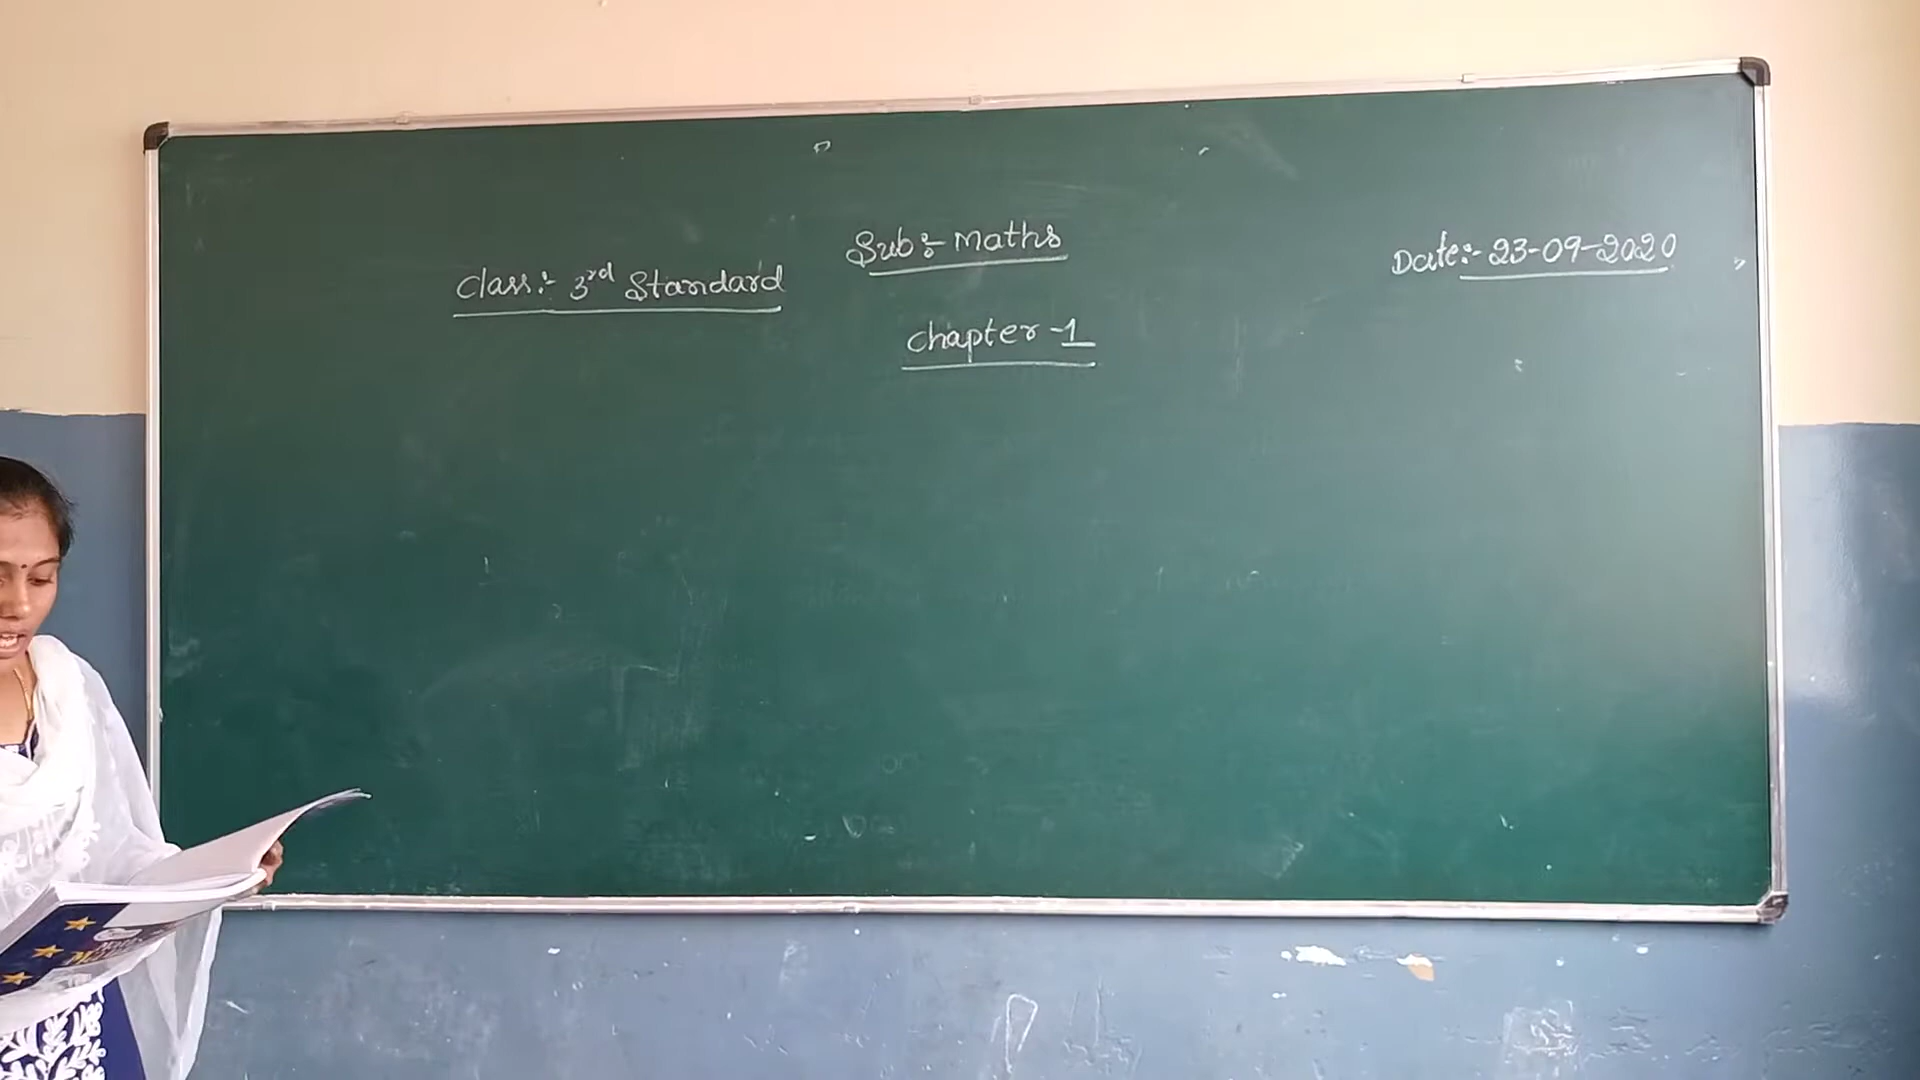 Sub:- Maths
Class:- 3rd Standard
Date:- 23-09-2020
Chapter -1